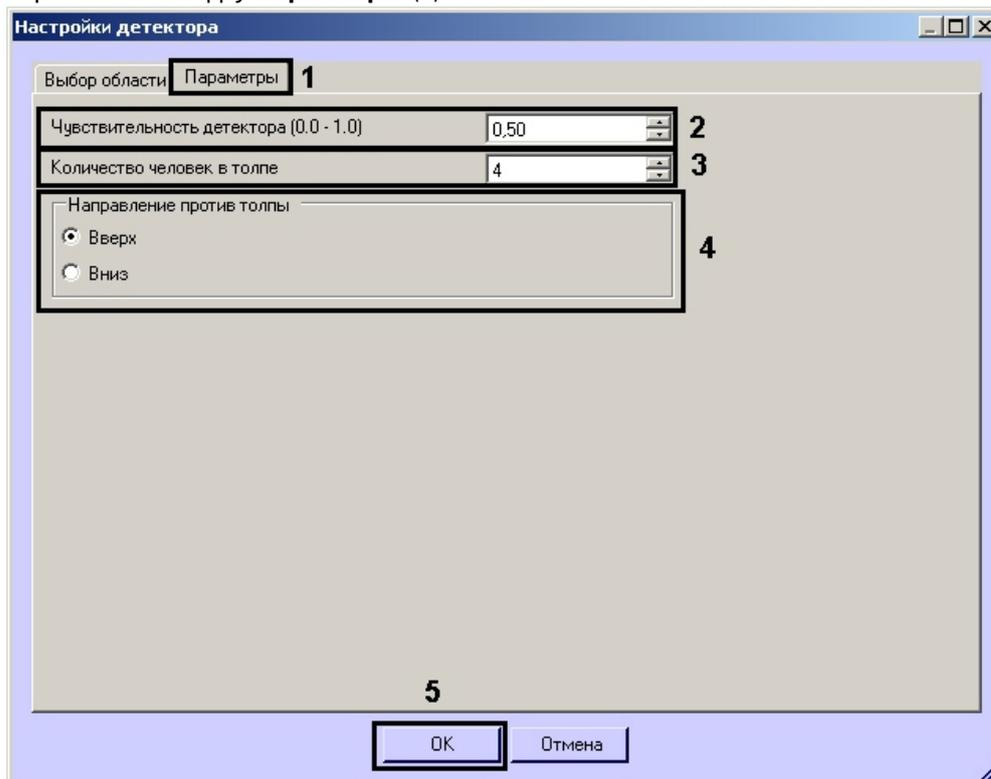 Настройки детектора
Выбор области Параметры 1
Чувствительность детектора (0.0 - 1.0) 0,50 2
Количество человек в толпе 4 3
Направление против толпы
Вверх
Вниз
4
5
OK Отмена